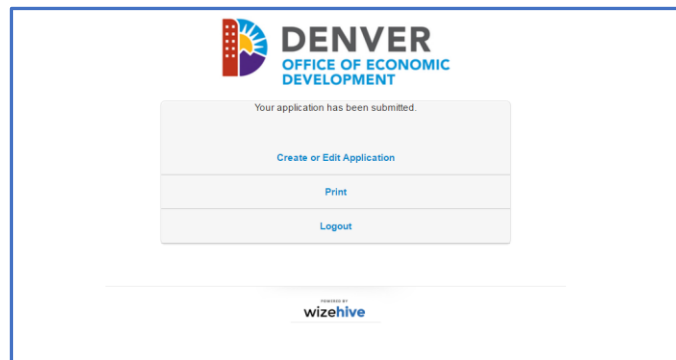 DENVER
OFFICE OF ECONOMIC
DEVELOPMENT
Your application has been submitted.
Create or Edit Application
Print
Logout
POWERED BY
wizehive